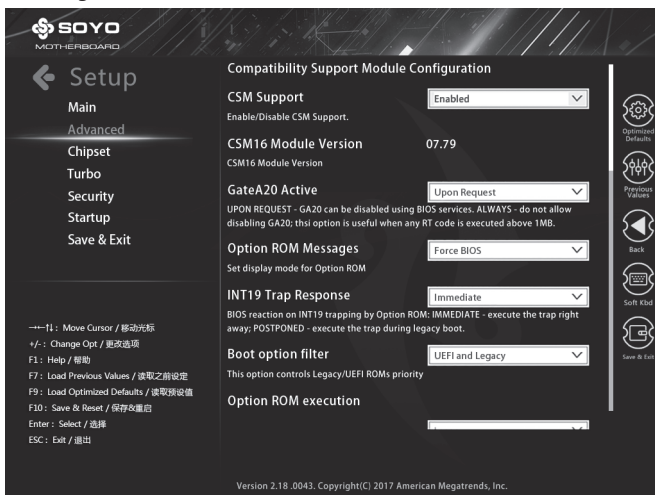 SOYO
MOTHERBOARD
Setup
Main
Advanced
Chipset
Turbo
Security
Startup
Save & Exit
→←↑↓ : Move Cursor / 移动光标
+/- : Change Opt / 更改选项
F1 : Help / 帮助
F7 : Load Previous Values / 读取之前设定
F9 : Load Optimized Defaults / 读取预设值
F10 : Save & Reset / 保存&重启
Enter : Select / 选择
ESC : Exit / 退出
Compatibility Support Module Configuration
CSM Support Enabled
Enable/Disable CSM Support.
CSM16 Module Version 07.79
CSM16 Module Version
GateA20 Active Upon Request
UPON REQUEST - GA20 can be disabled using BIOS services. ALWAYS - do not allow
disabling GA20; thsi option is useful when any RT code is executed above 1MB.
Option ROM Messages Force BIOS
Set display mode for Option ROM
INT19 Trap Response Immediate
BIOS reaction on INT19 trapping by Option ROM: IMMEDIATE - execute the trap right
away; POSTPONED - execute the trap during legacy boot.
Boot option filter UEFI and Legacy
This option controls Legacy/UEFI ROMs priority
Option ROM execution
Optimized
Defaults
Previous
Values
Back
Soft Kbd
Save & Exit
Version 2.18 .0043. Copyright(C) 2017 American Megatrends, Inc.